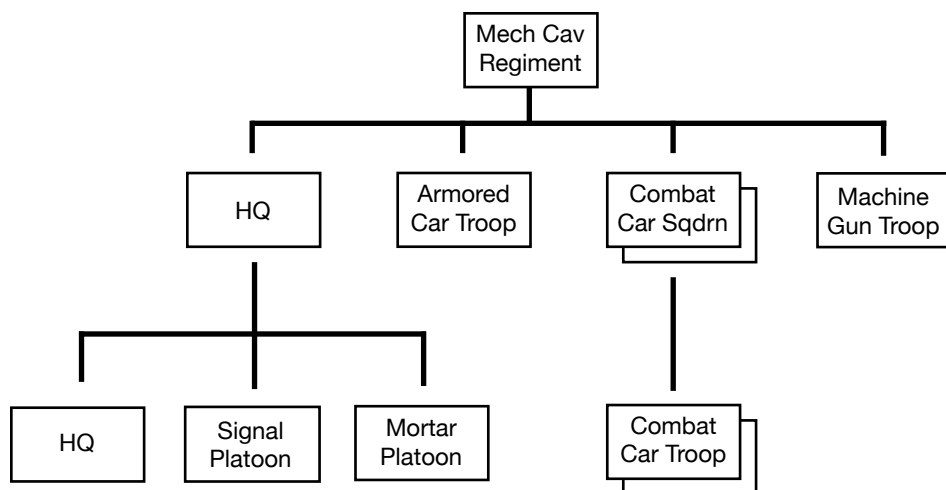 Mech Cav
Regiment
HQ
Armored
Car Troop
Combat
Car Sqdrn
Machine
Gun Troop
HQ
Signal
Platoon
Mortar
Platoon
Combat
Car Troop